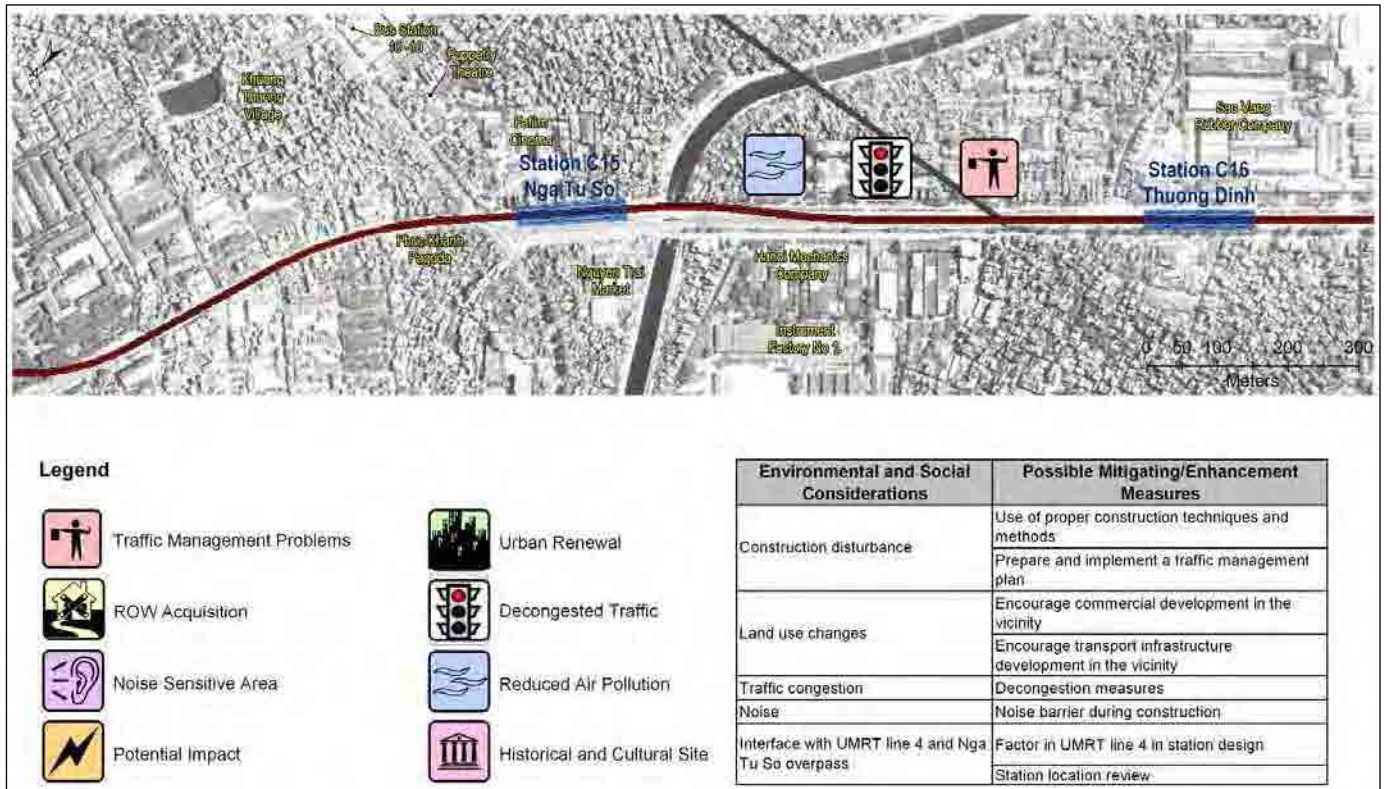 Bus Station
Puppetry
Theatre
Khuong
Thuong
Village
Fafim
Cinema
Sao Vang
Rubber Company
Station C15
Nga Tu So
Station C16
Thuong Dinh
Phuc Khanh
Pagoda
Nguyen Trai
Market
Hanoi Mechanics
Company
Instrument
Factory No 1.
0 50 100 200 300
Meters
Legend
Traffic Management Problems
ROW Acquisition
Noise Sensitive Area
Potential Impact
Urban Renewal
Decongested Traffic
Reduced Air Pollution
Historical and Cultural Site
Environmental and Social
Considerations
Possible Mitigating/Enhancement
Measures
Construction disturbance
Use of proper construction techniques and
methods
Prepare and implement a traffic management
plan
Land use changes
Encourage commercial development in the
vicinity
Encourage transport infrastructure
development in the vicinity
Traffic congestion
Decongestion measures
Noise
Noise barrier during construction
Interface with UMRT line 4 and Nga
Tu So overpass
Factor in UMRT line 4 in station design
Station location review